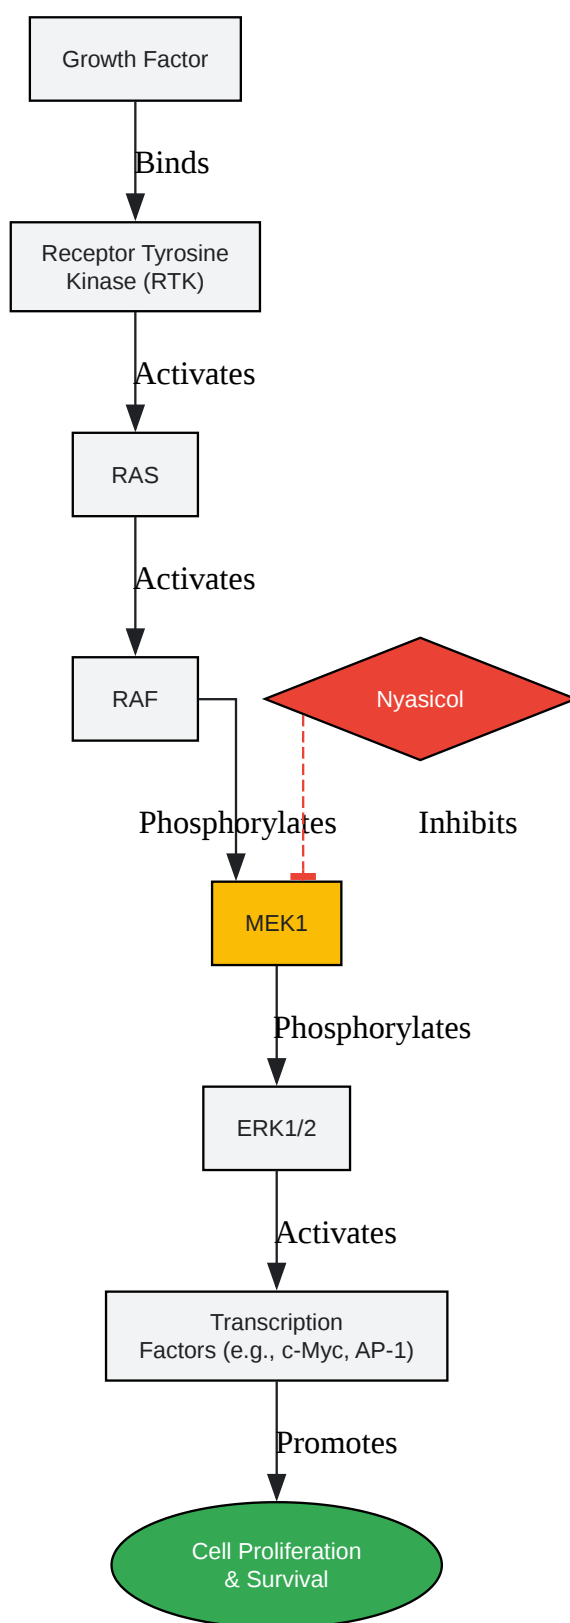 Growth Factor
Binds
Receptor Tyrosine
Kinase (RTK)
Activates
RAS
Activates
RAF
Nyasicol
Phosphorylates
Inhibits
MEK1
Phosphorylates
ERK1/2
Activates
Transcription
Factors (e.g., c-Myc, AP-1)
Promotes
Cell Proliferation
& Survival